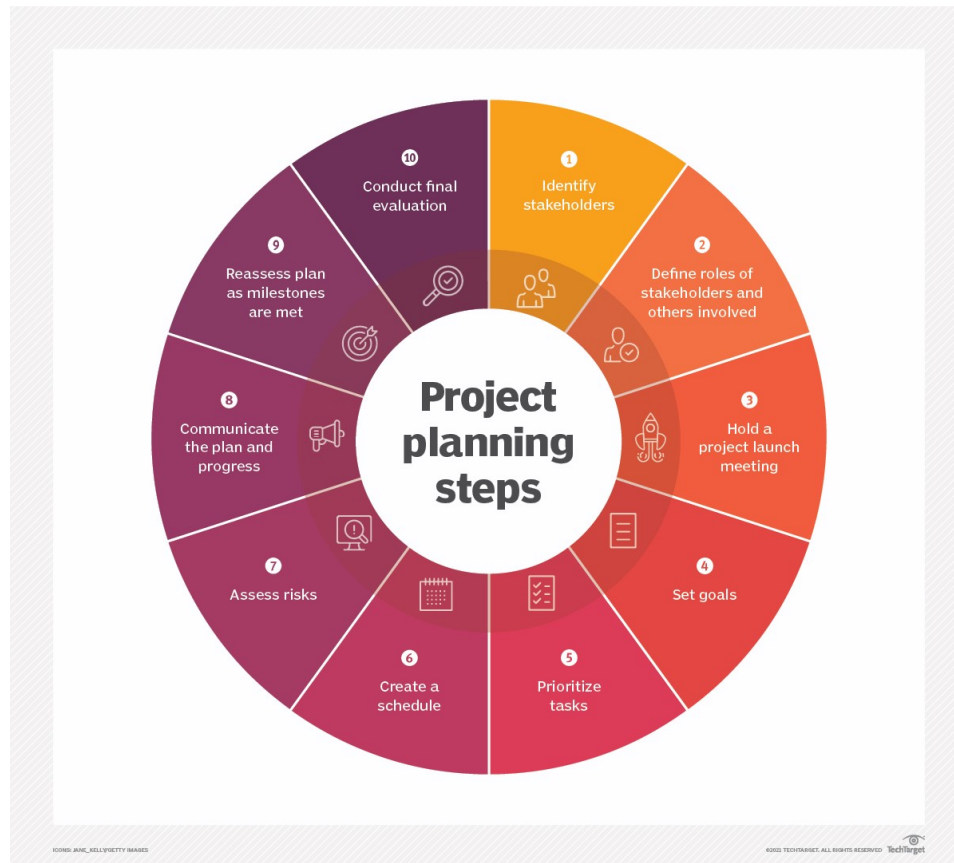 Project
planning
steps
1
Identify
stakeholders
2
Define roles of
stakeholders and
others involved
3
Hold a
project launch
meeting
4
Set goals
5
Prioritize
tasks
6
Create a
schedule
7
Assess risks
8
Communicate
the plan and
progress
9
Reassess plan
as milestones
are met
10
Conduct final
evaluation
ICONS: JANE_KELLY/GETTY IMAGES
©2021 TECHTARGET. ALL RIGHTS RESERVED TechTarget